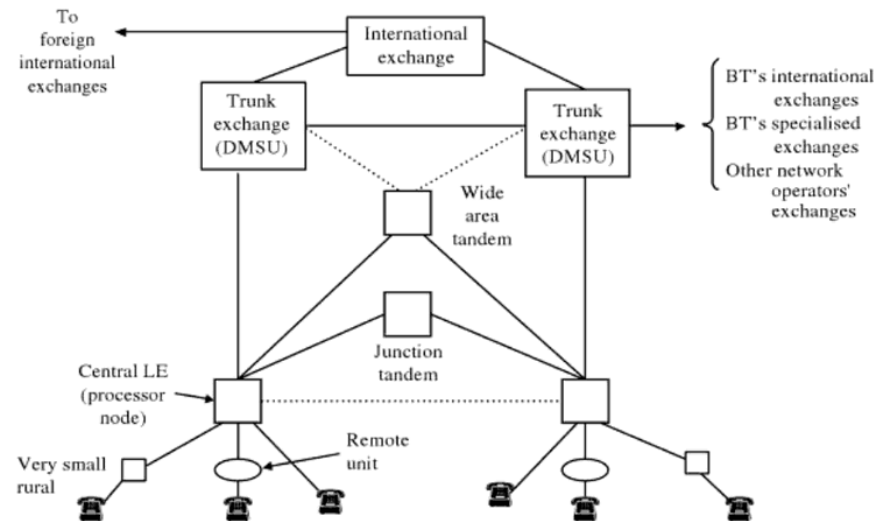 To
foreign
international
exchanges
International
exchange
Trunk
exchange
(DMSU)
Trunk
exchange
(DMSU)
BT's international
exchanges
BT's specialised
exchanges
Other network
operators'
exchanges
Wide
area
tandem
Junction
tandem
Central LE
(processor
node)
Remote
unit
Very small
rural